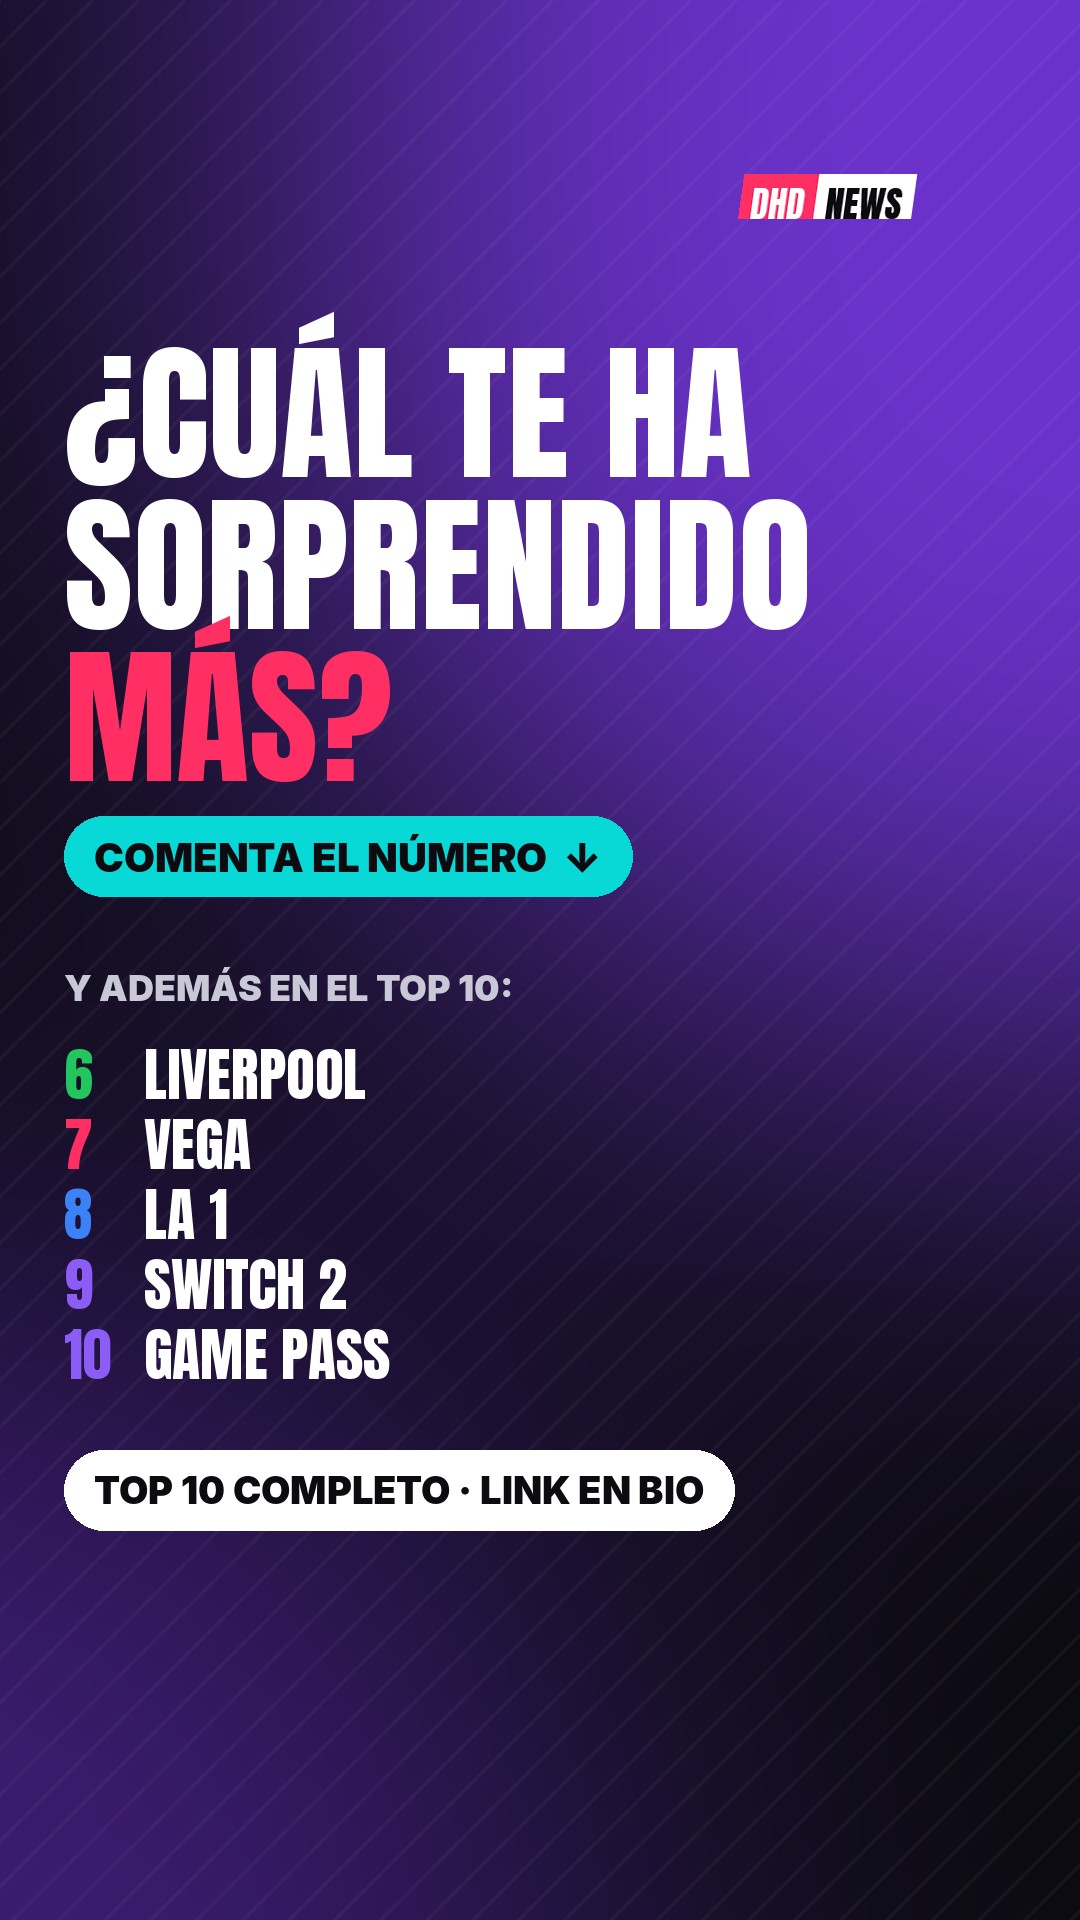 DHD NEWS
¿CUÁL TE HA
SORPRENDIDO
MÁS?
COMENTA EL NÚMERO ↓
Y ADEMÁS EN EL TOP 10:
6 LIVERPOOL
7 VEGA
8 LA 1
9 SWITCH 2
10 GAME PASS
TOP 10 COMPLETO · LINK EN BIO